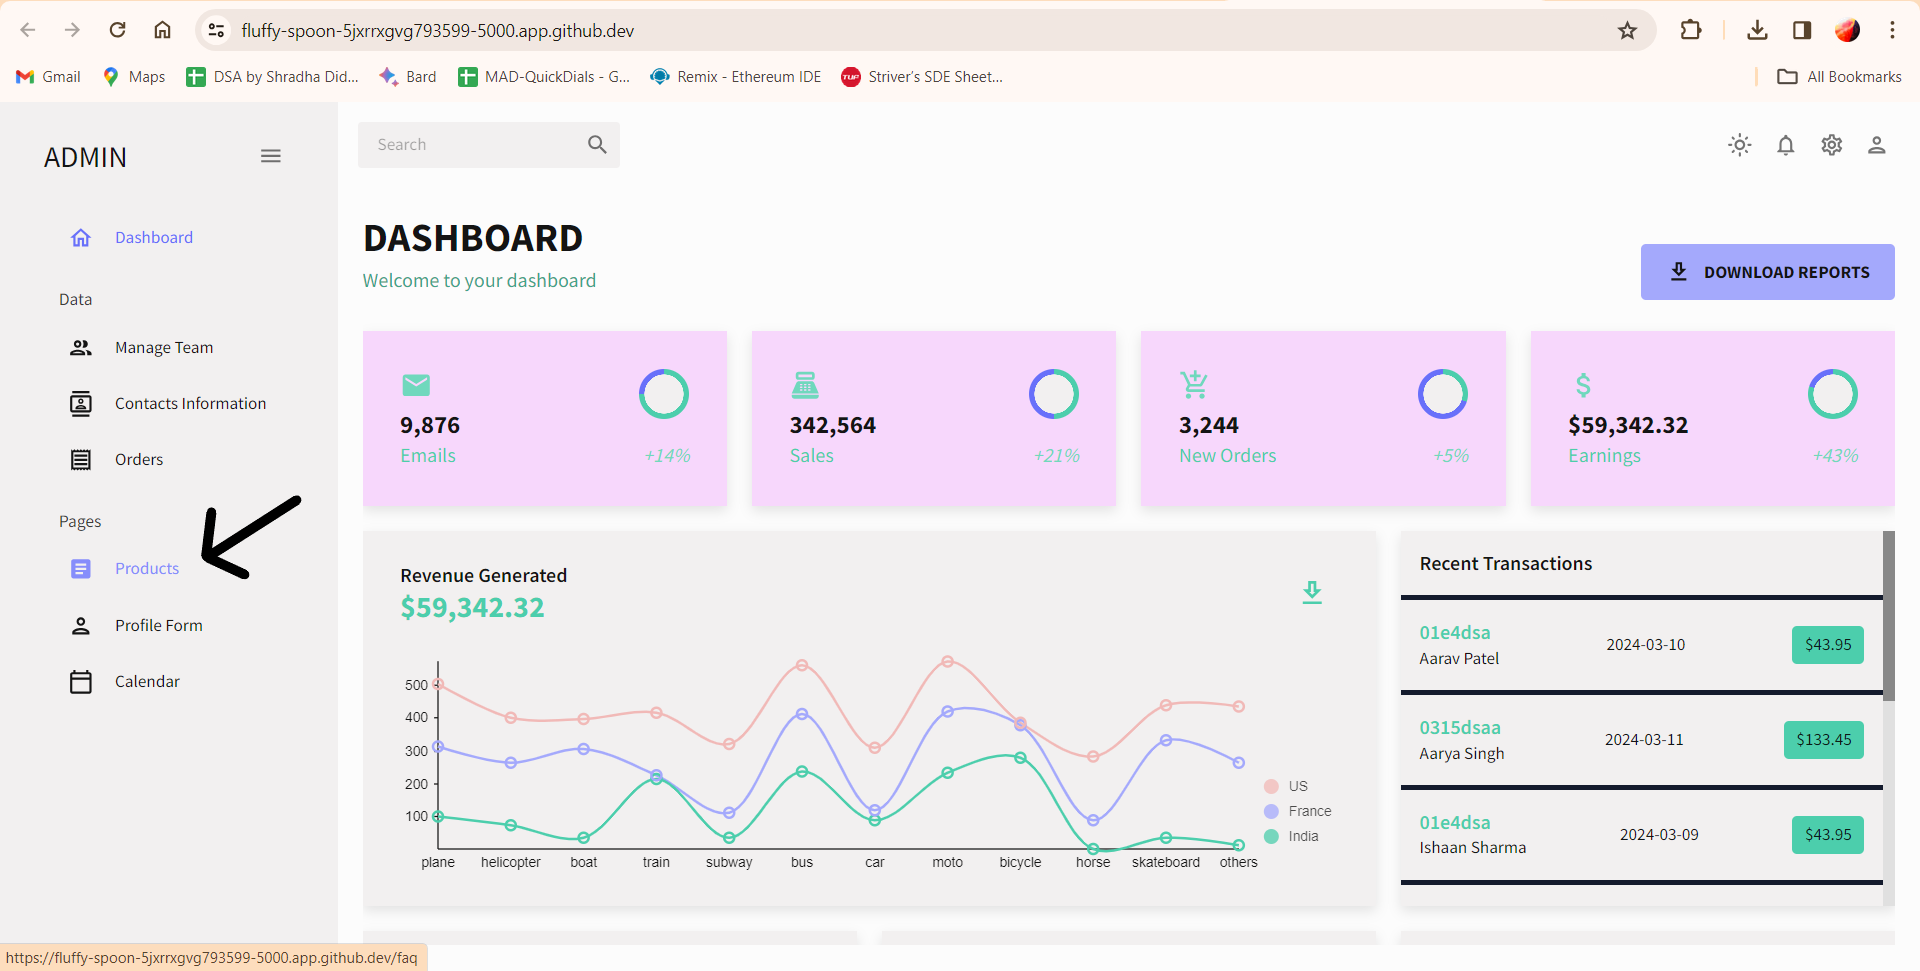 fluffy-spoon-5jxrrxgvg793599-5000.app.github.dev
Gmail
Maps
DSA by Shradha Did...
Bard
MAD-QuickDials - G...
Remix - Ethereum IDE
TUF
Striver's SDE Sheet...
All Bookmarks
ADMIN
Search
Dashboard
Data
Manage Team
Contacts Information
Orders
Pages
Products
Profile Form
Calendar
DASHBOARD
Welcome to your dashboard
DOWNLOAD REPORTS
9,876
Emails
+14%
342,564
Sales
+21%
3,244
New Orders
+5%
$59,342.32
Earnings
+43%
Revenue Generated
$59,342.32
500
400
300
200
100
plane helicopter boat train subway bus car moto bicycle horse skateboard others
US
France
India
Recent Transactions
01e4dsa
Aarav Patel
2024-03-10
$43.95
0315dsaa
Aarya Singh
2024-03-11
$133.45
01e4dsa
Ishaan Sharma
2024-03-09
$43.95
https://fluffy-spoon-5jxrrxgvg793599-5000.app.github.dev/faq